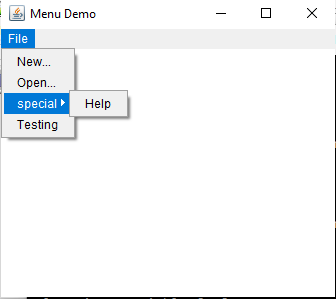 Menu Demo
File
New...
Open...
special
Help
Testing